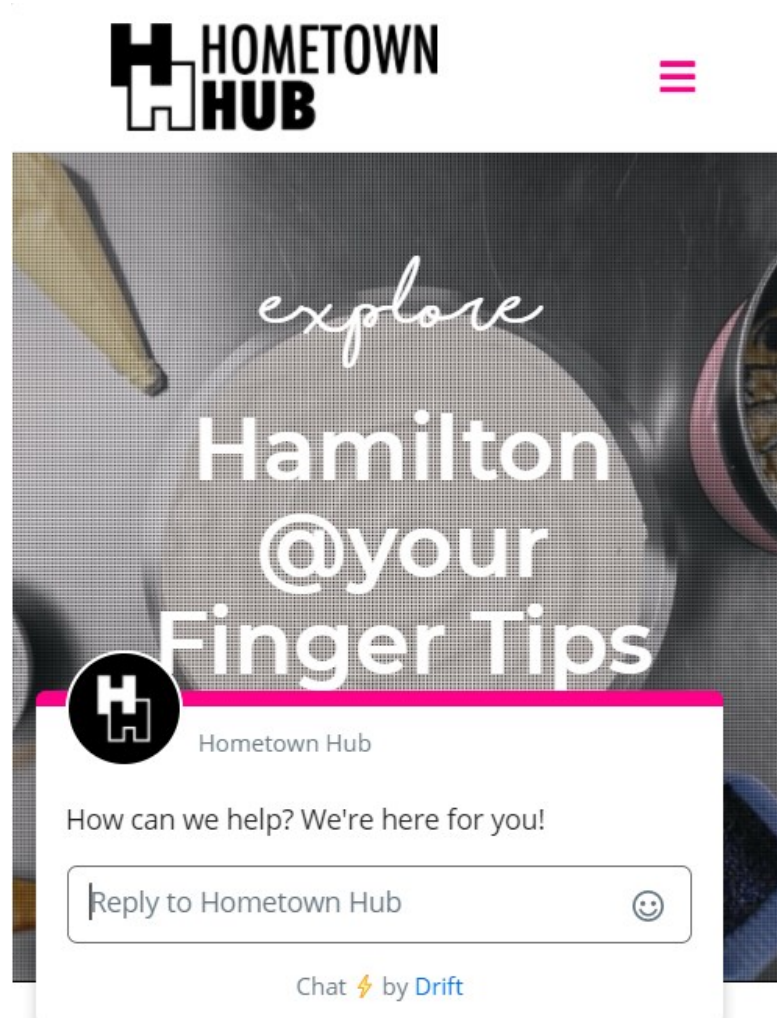 HOMETOWN
HUB
explore
Hamilton
@your
Finger Tips
Hometown Hub
How can we help? We're here for you!
Reply to Hometown Hub
Chat ⚡ by Drift